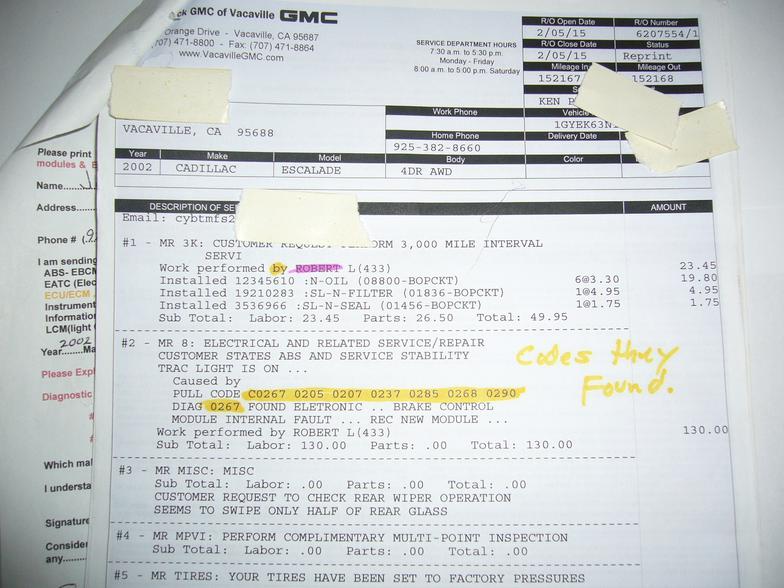 ck GMC of Vacaville GMC
Orange Drive - Vacaville, CA 95687
707) 471-8800 - Fax: (707) 471-8864
www.VacavilleGMC.com
SERVICE DEPARTMENT HOURS
7:30 a.m. to 5:30 p.m.
Monday - Friday
8:00 a.m. to 5:00 p.m. Saturday
R/O Open Date R/O Number
2/05/15 6207554/1
R/O Close Date Status
2/05/15 Reprint
Mileage In Mileage Out
152167 152168
KEN
Work Phone Vehicle
1GYEK63N
VACAVILLE, CA 95688
Home Phone Delivery Date
925-382-8660
Year Make Model Body Color
2002 CADILLAC ESCALADE 4DR AWD
DESCRIPTION OF SER AMOUNT
Email: cybtmfs2
#1 - MR 3K: CUSTOMER REQUEST PERFORM 3,000 MILE INTERVAL
SERVI
Work performed by ROBERT L(433) 23.45
Installed 12345610 :N-OIL (08800-BOPCKT) 6@3.30 19.80
Installed 19210283 :SL-N-FILTER (01836-BOPCKT) 1@4.95 4.95
Installed 3536966 :SL-N-SEAL (01456-BOPCKT) 1@1.75 1.75
Sub Total: Labor: 23.45 Parts: 26.50 Total: 49.95
#2 - MR 8: ELECTRICAL AND RELATED SERVICE/REPAIR
CUSTOMER STATES ABS AND SERVICE STABILITY
TRAC LIGHT IS ON ...
Caused by
PULL CODE C0267 0205 0207 0237 0285 0268 0290
DIAG 0267 FOUND ELETRONIC .. BRAKE CONTROL
MODULE INTERNAL FAULT ... REC NEW MODULE ...
Work performed by ROBERT L(433) 130.00
Sub Total: Labor: 130.00 Parts: .00 Total: 130.00
Codes they
Found.
#3 - MR MISC: MISC
Sub Total: Labor: .00 Parts: .00 Total: .00
CUSTOMER REQUEST TO CHECK REAR WIPER OPERATION
SEEMS TO SWIPE ONLY HALF OF REAR GLASS
#4 - MR MPVI: PERFORM COMPLIMENTARY MULTI-POINT INSPECTION
Sub Total: Labor: .00 Parts: .00 Total: .00
#5 - MR TIRES: YOUR TIRES HAVE BEEN SET TO FACTORY PRESSURES
Please print
modules & E
Name.....
Address......
Phone # (9
I am sending
ABS- EBCM
EATC (Elec
ECU/ECM
Instrument
Information
LCM(light
2002
Year......Ma
Please Expl
Diagnostic
#
#
Which mal
I understa
Signature
Consider
any.....